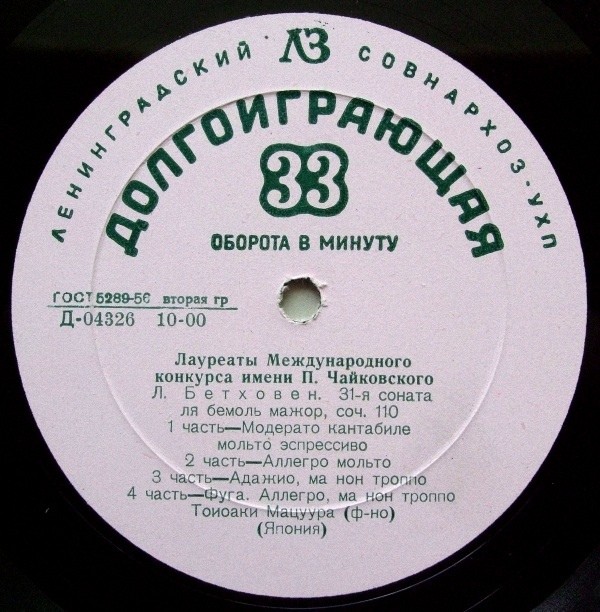 ЛЕНИНГРАДСКИЙ ЛЗ СОВНАРХОЗ-УХП
ДОЛГОИГРАЮЩАЯ
33
ОБОРОТА В МИНУТУ
ГОСТ 5289-56 вторая гр
Д-04326 10-00
Лауреаты Международного
конкурса имени П. Чайковского
Л. Бетховен. 31-я соната
ля бемоль мажор, соч. 110
1 часть—Модерато кантабиле
мольто эспрессиво
2 часть—Аллегро мольто
3 часть—Адажио, ма нон троппо
4 часть—Фуга. Аллегро, ма нон троппо
Тоиоаки Мацуура (ф-но)
(Япония)